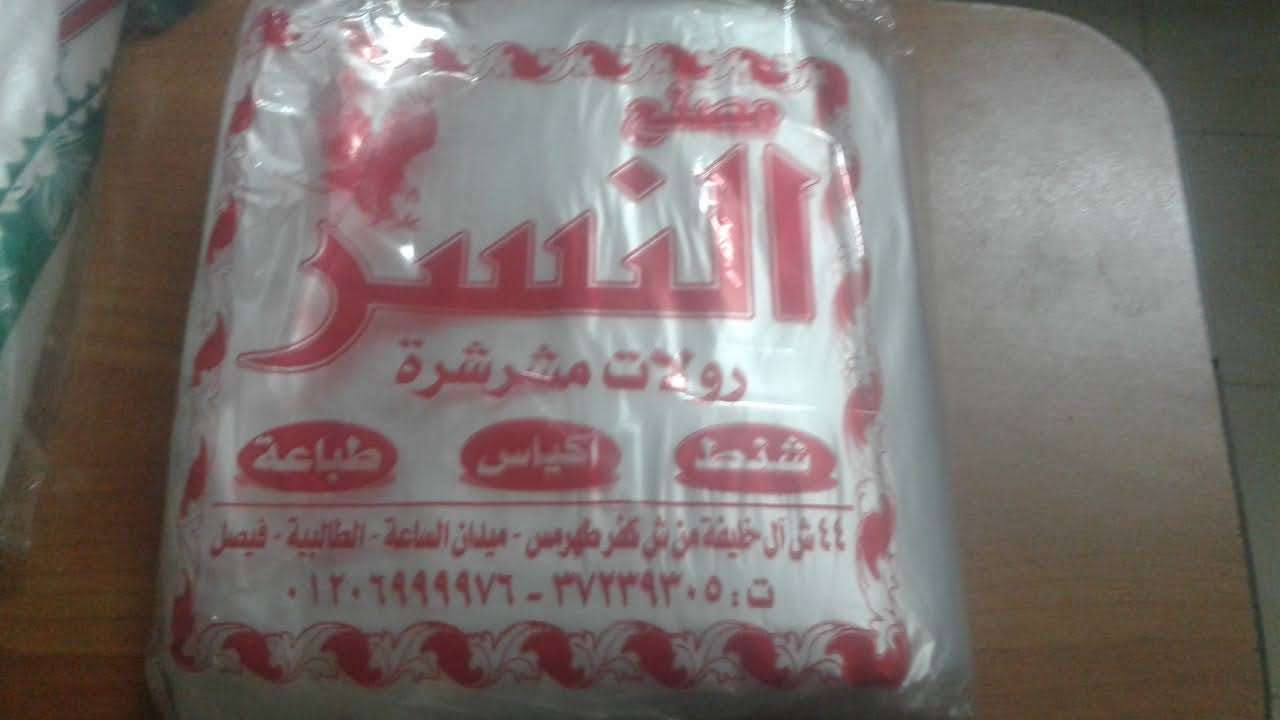 مصنع
النسر
رولات مشرشرة
شنط اكياس طباعة
٤٤ ش آل خليفة من ش كفر طهرمس - ميدان الساعة - الطالبية - فيصل
ت : ٣٧٢٣٩٣٠٥ - ٠١٢٠٦٩٩٩٩٧٦